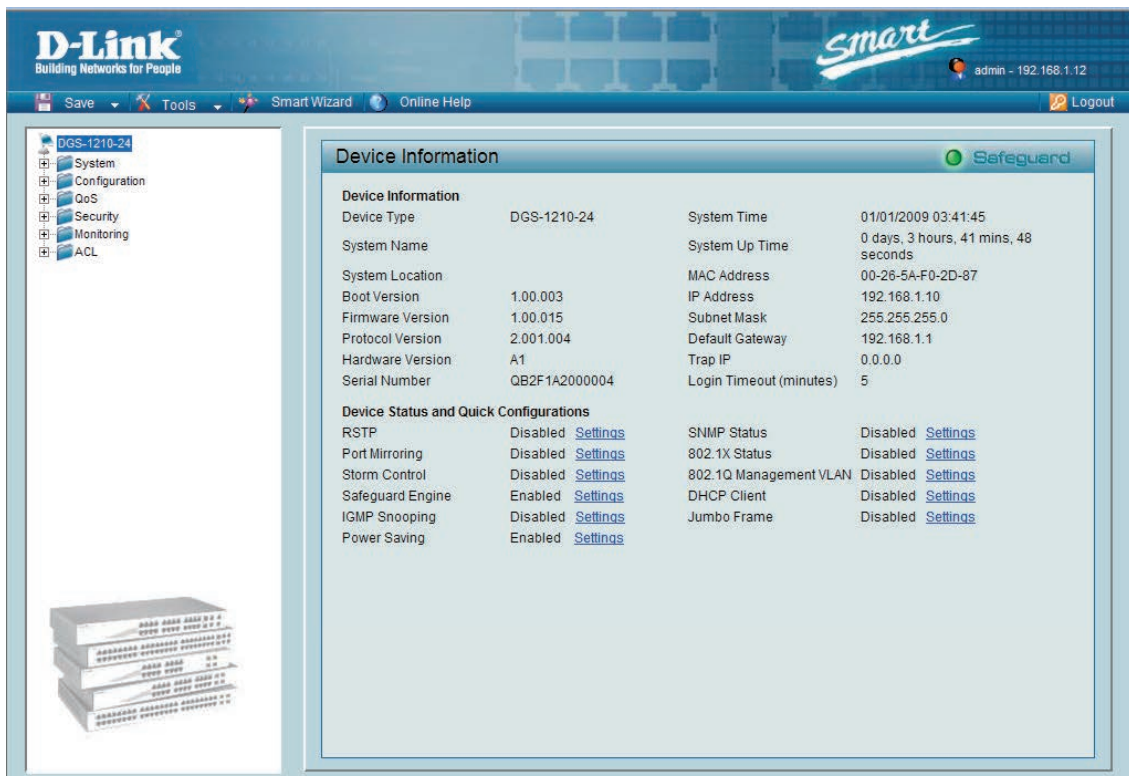 D-Link®
Building Networks for People
smart
admin - 192.168.1.12
Save Tools Smart Wizard Online Help Logout
DGS-1210-24
System
Configuration
QoS
Security
Monitoring
ACL
Device Information Safeguard
Device Information
Device Type DGS-1210-24 System Time 01/01/2009 03:41:45
System Name System Up Time 0 days, 3 hours, 41 mins, 48 seconds
System Location MAC Address 00-26-5A-F0-2D-87
Boot Version 1.00.003 IP Address 192.168.1.10
Firmware Version 1.00.015 Subnet Mask 255.255.255.0
Protocol Version 2.001.004 Default Gateway 192.168.1.1
Hardware Version A1 Trap IP 0.0.0.0
Serial Number QB2F1A2000004 Login Timeout (minutes) 5
Device Status and Quick Configurations
RSTP Disabled Settings SNMP Status Disabled Settings
Port Mirroring Disabled Settings 802.1X Status Disabled Settings
Storm Control Disabled Settings 802.1Q Management VLAN Disabled Settings
Safeguard Engine Enabled Settings DHCP Client Disabled Settings
IGMP Snooping Disabled Settings Jumbo Frame Disabled Settings
Power Saving Enabled Settings